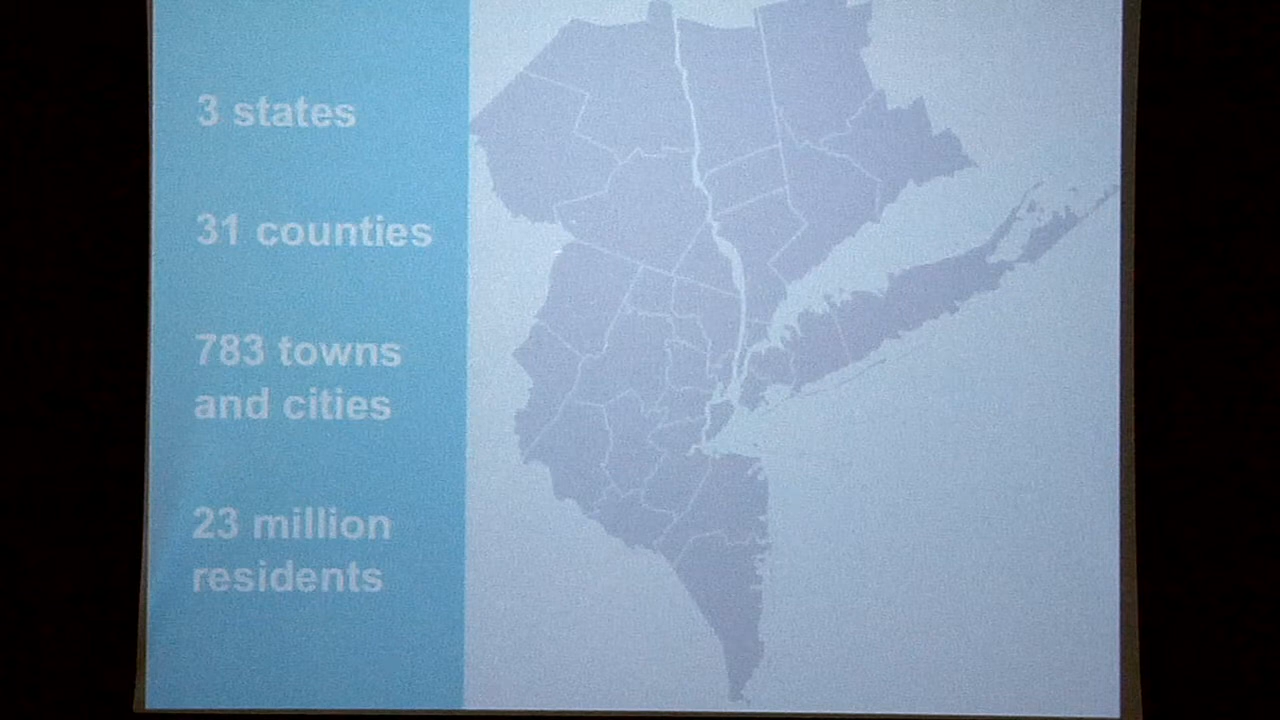 3 states
31 counties
783 towns
and cities
23 million
residents